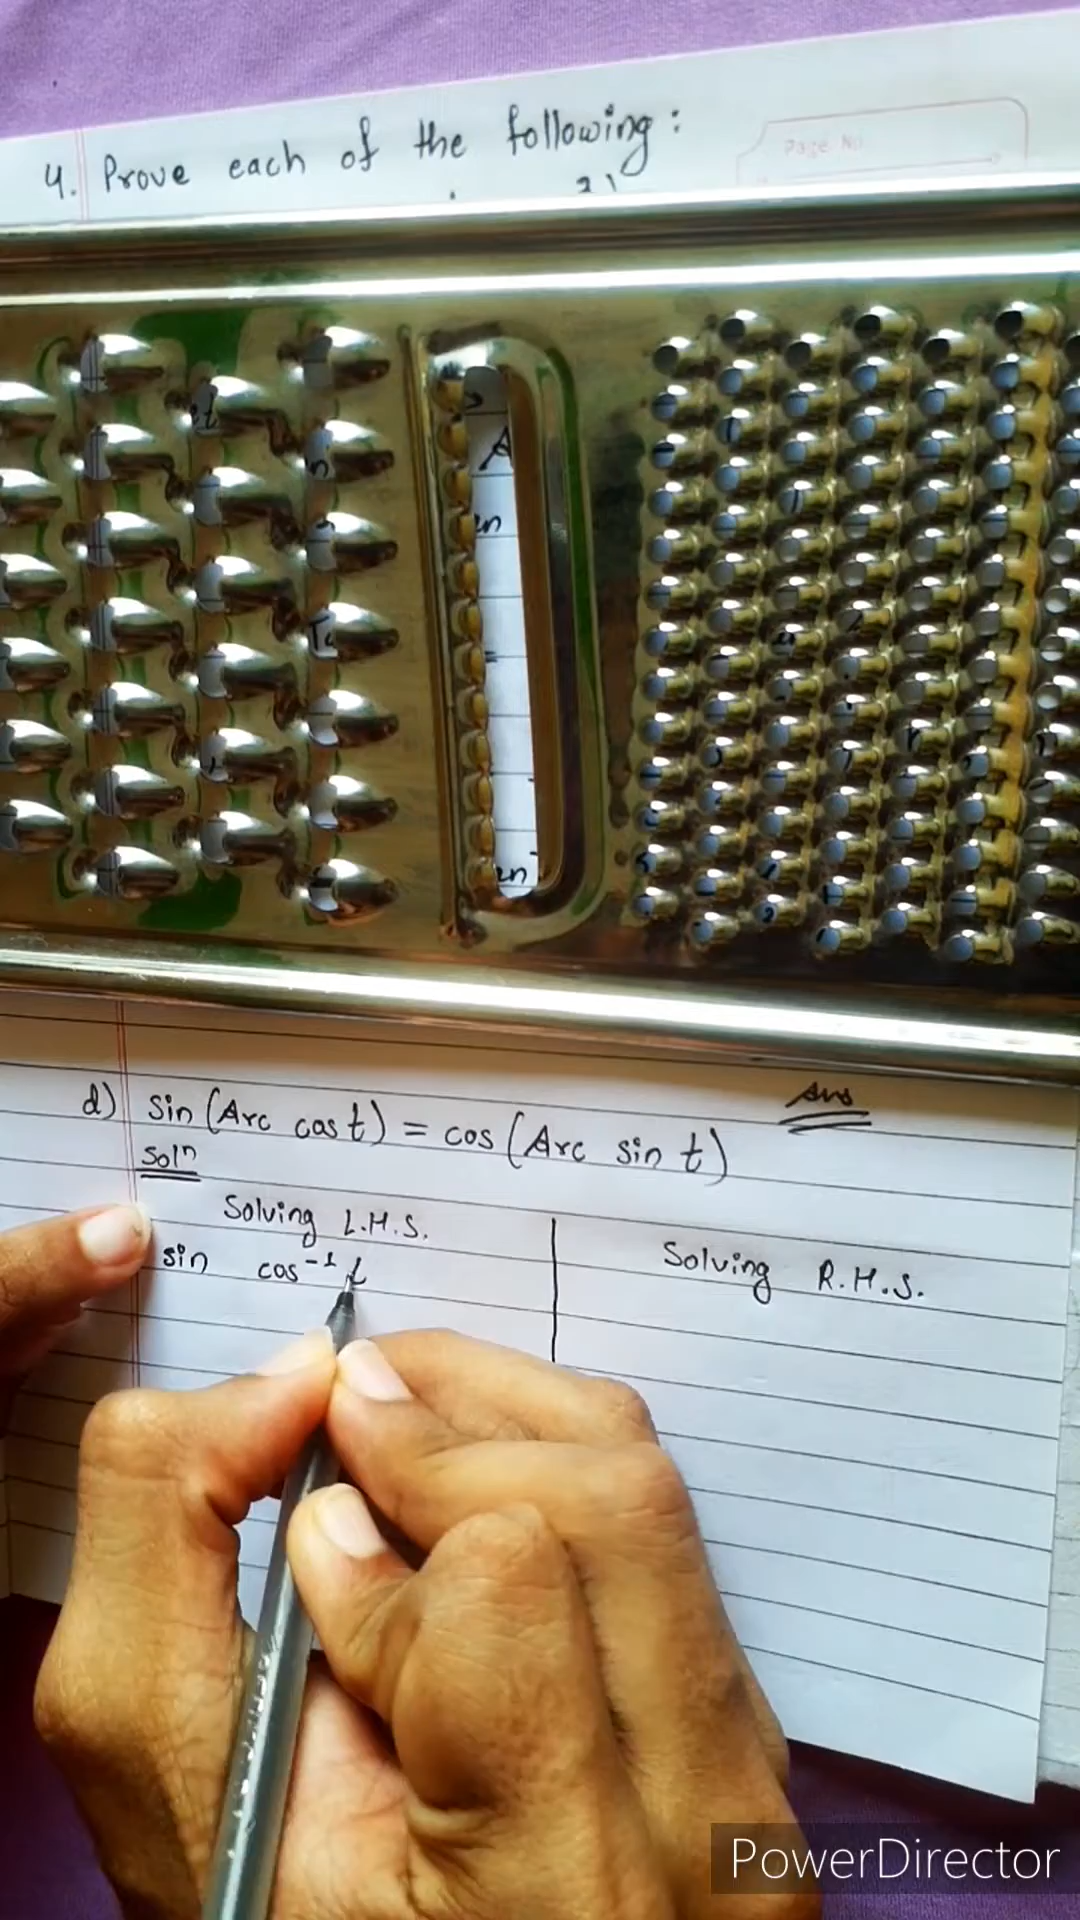 Page No
4. Prove each of the following:
Ans
d) sin (Arc cos t) = cos (Arc sin t)
Solⁿ
Solving L.H.S.
Solving R.H.S.
sin cos⁻¹ t
PowerDirector